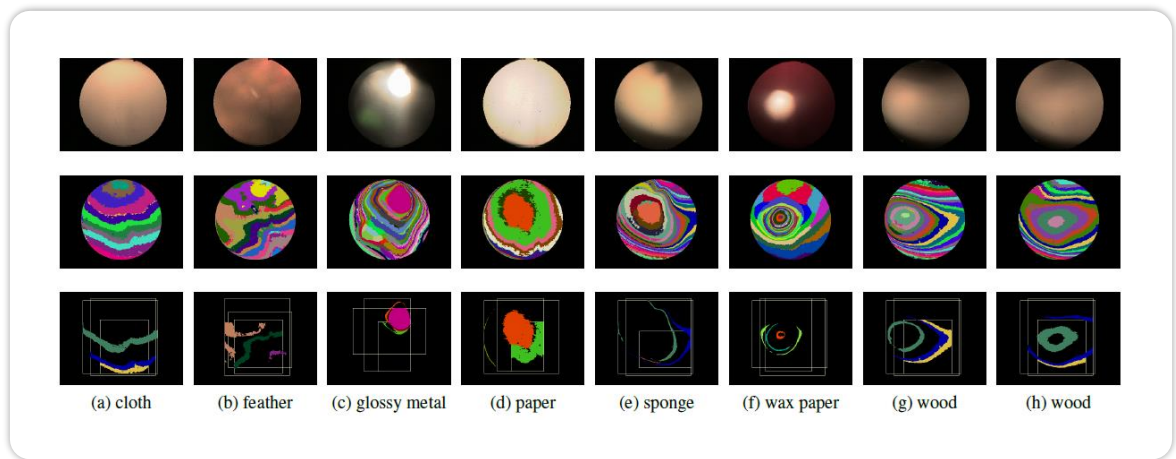 (a) cloth (b) feather (c) glossy metal (d) paper (e) sponge (f) wax paper (g) wood (h) wood